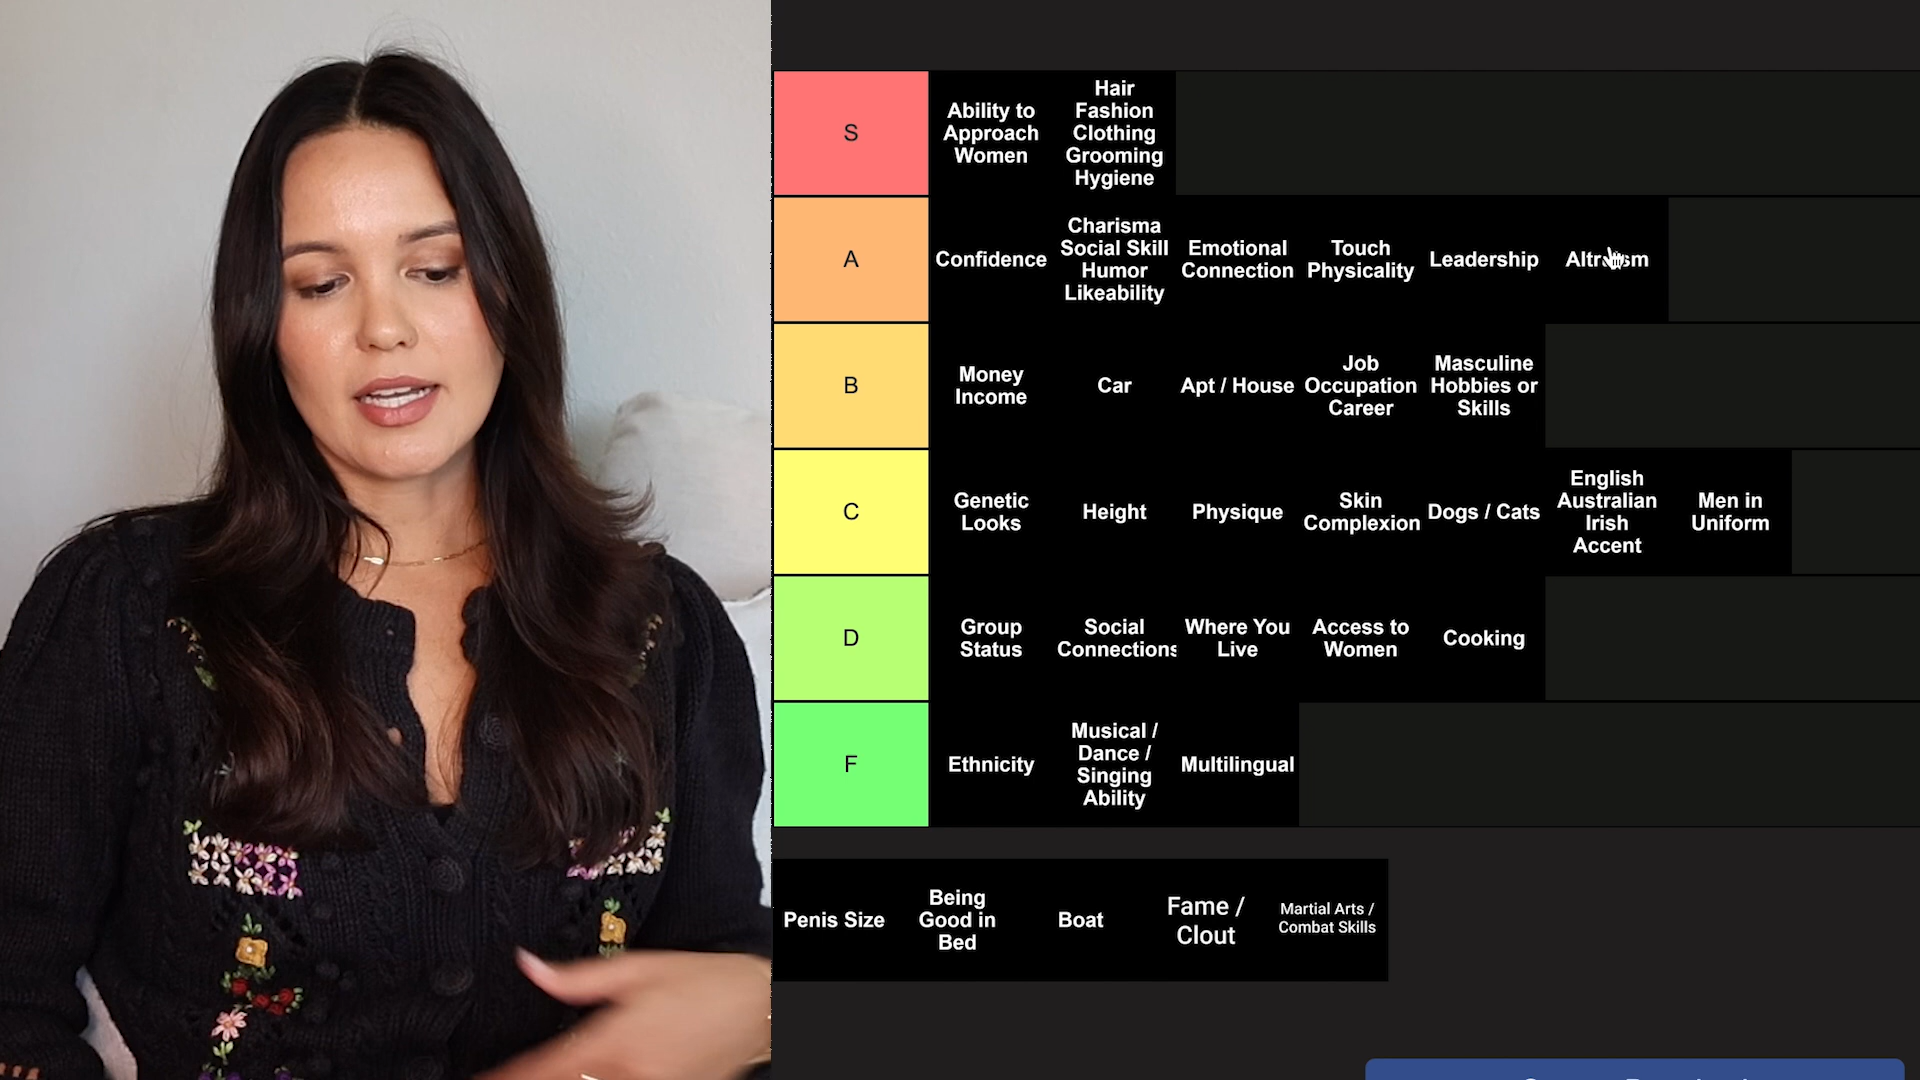 S
Ability to
Approach
Women
Hair
Fashion
Clothing
Grooming
Hygiene
A
Confidence
Charisma
Social Skill
Humor
Likeability
Emotional
Connection
Touch
Physicality
Leadership
B
Money
Income
Car
Apt / House
Job
Occupation
Career
Masculine
Hobbies or
Skills
C
Genetic
Looks
Height
Physique
Skin
Complexion
Dogs / Cats
English
Australian
Irish
Accent
Men in
Uniform
D
Group
Status
Social
Connections
Where You
Live
Access to
Women
Cooking
F
Ethnicity
Musical /
Dance /
Singing
Ability
Multilingual
Penis Size
Being
Good in
Bed
Boat
Fame /
Clout
Martial Arts /
Combat Skills